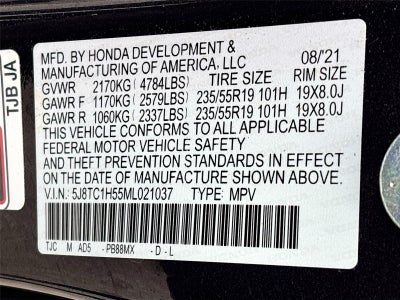 TJB JA
MFD. BY HONDA DEVELOPMENT &
MANUFACTURING OF AMERICA, LLC 08/'21
GVWR 2170KG (4784LBS) TIRE SIZE RIM SIZE
GAWR F 1170KG (2579LBS) 235/55R19 101H 19X8.0J
GAWR R 1060KG (2337LBS) 235/55R19 101H 19X8.0J
THIS VEHICLE CONFORMS TO ALL APPLICABLE
FEDERAL MOTOR VEHICLE SAFETY
AND THEFT PREVENTION STANDARDS IN EFFECT
ON THE DATE OF MANUFACTURE SHOWN ABOVE.
V.I.N.: 5J8TC1H55ML021037 TYPE: MPV
TJC M AD5 -PB88MX -D-L